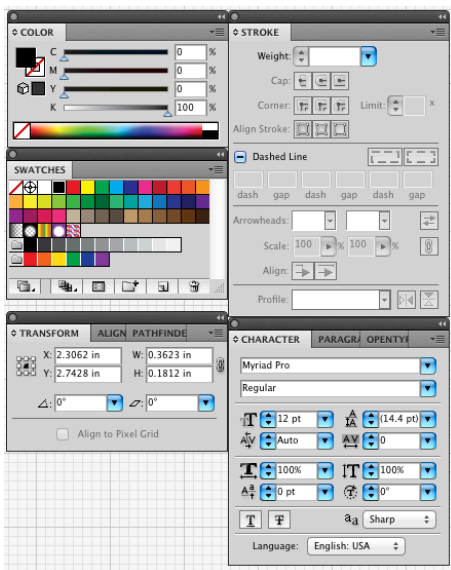 COLOR
C 0 %
M 0 %
Y 0 %
K 100 %
SWATCHES
TRANSFORM ALIGN PATHFINDE
X: 2.3062 in W: 0.3623 in
Y: 2.7428 in H: 0.1812 in
0° 0°
Align to Pixel Grid
STROKE
Weight:
Cap:
Corner: Limit: x
Align Stroke:
Dashed Line
dash gap dash gap dash gap
Arrowheads:
Scale: 100 % 100 %
Align:
Profile:
CHARACTER PARAGRA OPENTYI
Myriad Pro
Regular
12 pt (14.4 pt)
Auto 0
100% 100%
0 pt 0°
Sharp
Language: English: USA